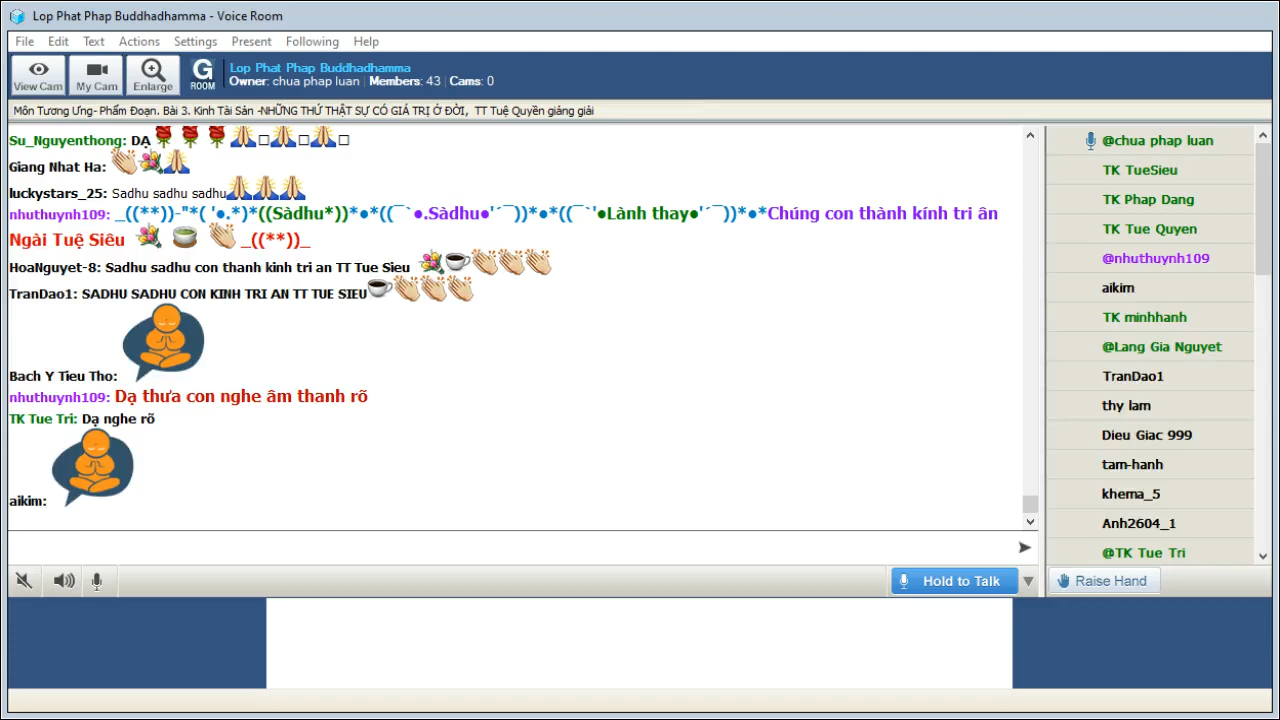 Lop Phat Phap Buddhadhamma - Voice Room
File Edit Text Actions Settings Present Following Help
View Cam My Cam Enlarge G ROOM
Lop Phat Phap Buddhadhamma
Owner: chua phap luan Members: 43 Cams: 0
Môn Tương Ưng- Phẩm Đoạn. Bài 3. Kinh Tài Sản -NHỮNG THỨ THẬT SỰ CÓ GIÁ TRỊ Ở ĐỜI, TT Tuệ Quyền giảng giải
Su_Nguyenthong: DẠ🌹🌹🌹🙏□🙏□🙏□
Giang Nhat Ha: 👏💐🙏
luckystars_25: Sadhu sadhu sadhu🙏🙏🙏
nhuthuynh109: _((**))-"*( '●.*)*((Sàdhu*))*●*((¯`●.Sàdhu●'´¯))*●*((¯`'●Lành thay●'´¯))*●*Chúng con thành kính tri ân
Ngài Tuệ Siêu 💐 🍵 👏 _((**))_
HoaNguyet-8: Sadhu sadhu con thanh kinh tri an TT Tue Sieu 💐☕👏👏👏
TranDao1: SADHU SADHU CON KINH TRI AN TT TUE SIEU☕👏👏👏
Bach Y Tieu Tho:
nhuthuynh109: Dạ thưa con nghe âm thanh rõ
TK Tue Tri: Dạ nghe rõ
aikim:
@chua phap luan
TK TueSieu
TK Phap Dang
TK Tue Quyen
@nhuthuynh109
aikim
TK minhhanh
@Lang Gia Nguyet
TranDao1
thy lam
Dieu Giac 999
tam-hanh
khema_5
Anh2604_1
@TK Tue Tri
Hold to Talk
Raise Hand